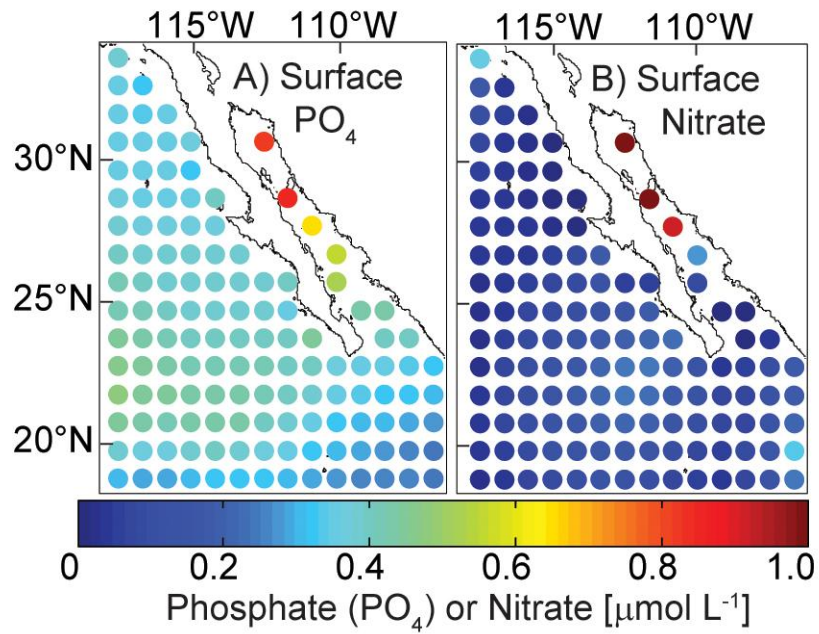 115°W 110°W 115°W 110°W
A) Surface
PO₄
B) Surface
Nitrate
30°N
25°N
20°N
0 0.2 0.4 0.6 0.8 1.0
Phosphate (PO₄) or Nitrate [μmol L⁻¹]